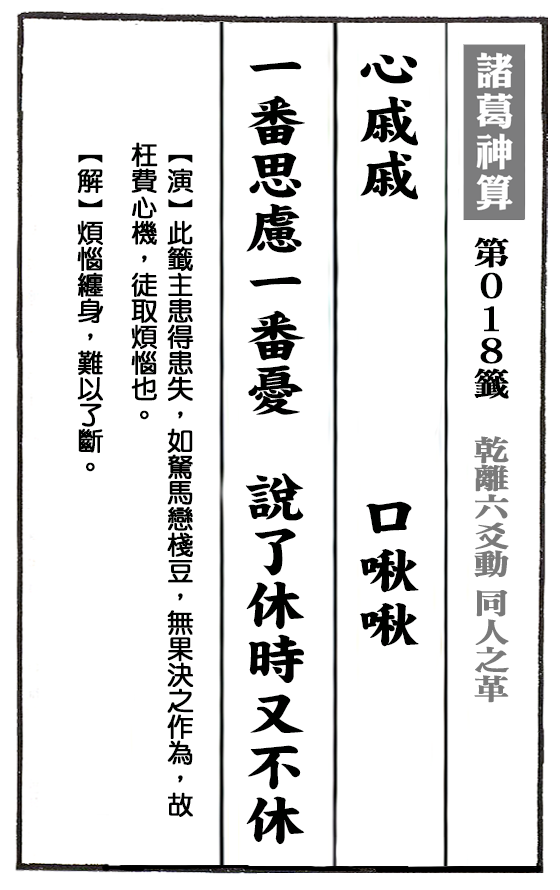 諸葛神算 第018籤 乾離六爻動 同人之革
心戚戚 口啾啾
一番思慮一番憂 說了休時又不休
【演】此籤主患得患失，如駑馬戀棧豆，無果決之作為，故
枉費心機，徒取煩惱也。
【解】煩惱纏身，難以了斷。